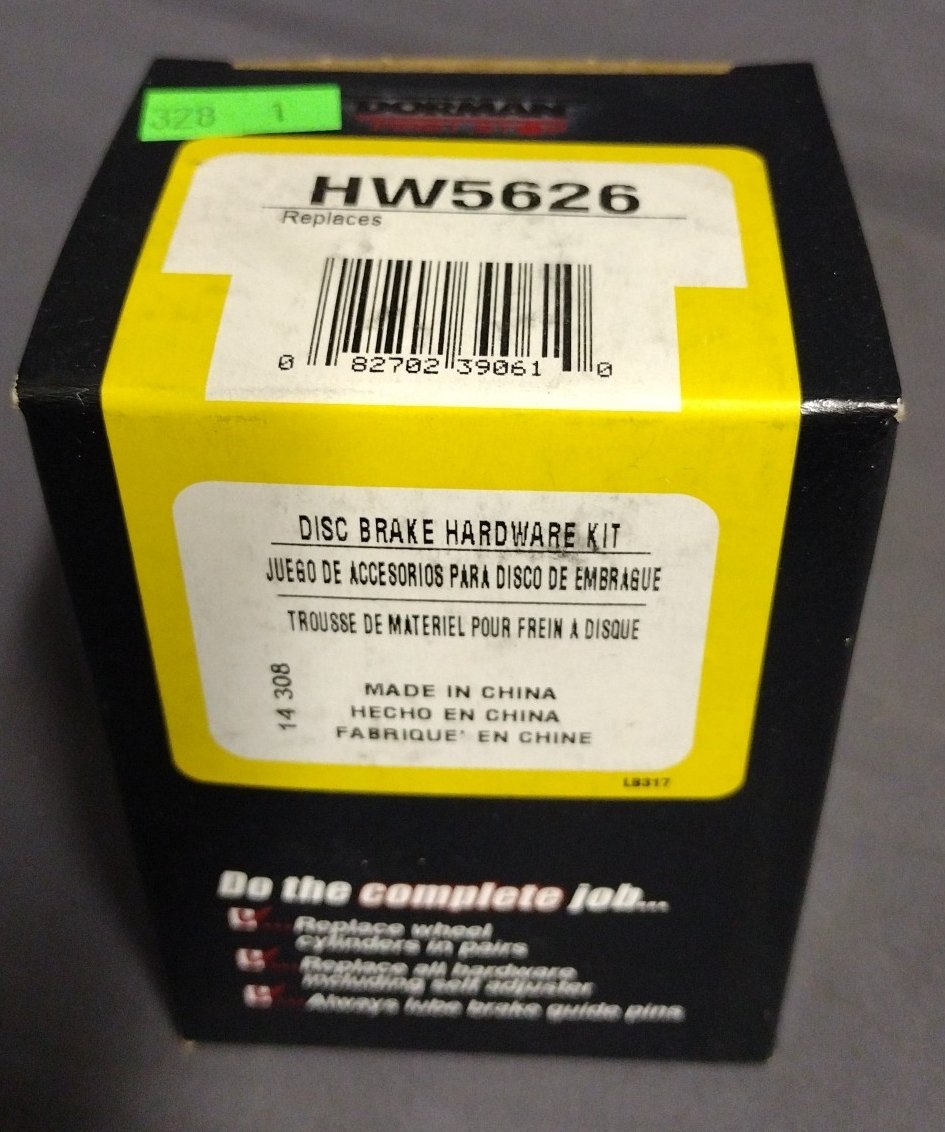 328 1
DORMAN
HW5626
Replaces
0 82702 39061 0
DISC BRAKE HARDWARE KIT
JUEGO DE ACCESORIOS PARA DISCO DE EMBRAGUE
TROUSSE DE MATERIEL POUR FREIN A DISQUE
14 308
MADE IN CHINA
HECHO EN CHINA
FABRIQUE' EN CHINE
LB317
Do the complete job...
Replace wheel
cylinders in pairs
Replace all hardware
including self adjuster
Always lube brake guide pins